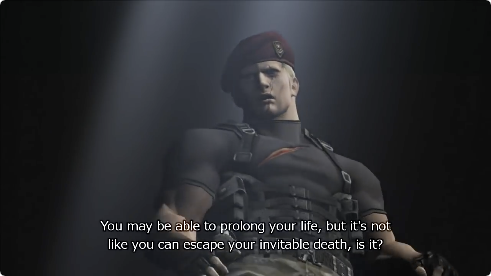 You may be able to prolong your life, but it's not
like you can escape your invitable death, is it?